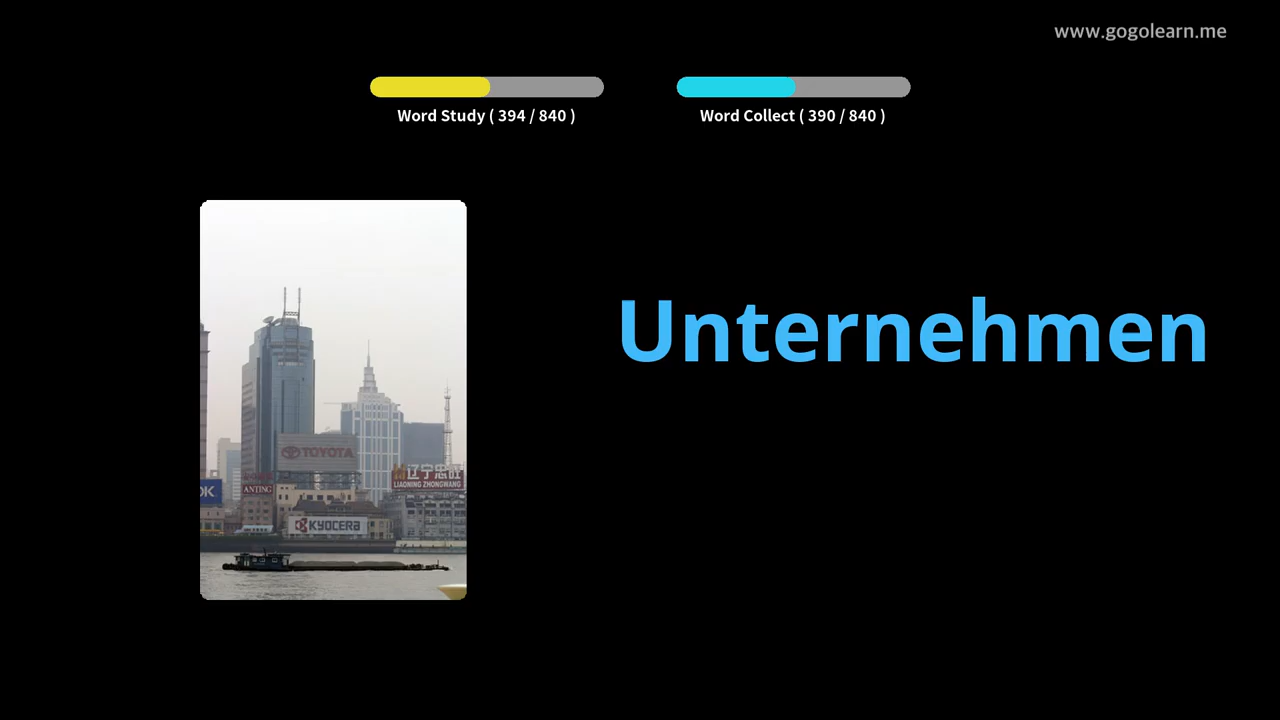 www.gogolearn.me
Word Study ( 394 / 840 )
Word Collect ( 390 / 840 )
Unternehmen
TOYOTA
辽宁忠旺
LIAONING ZHONGWANG
OK
ANTING
KYOCERA